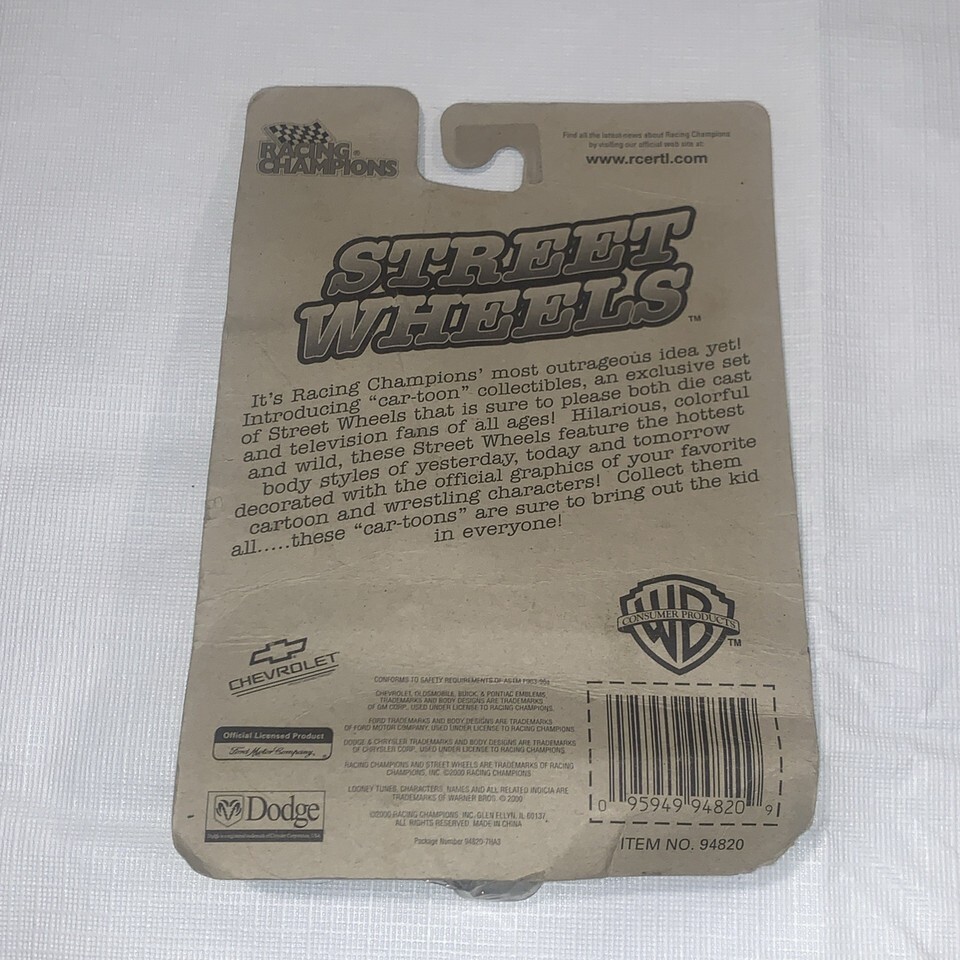 RACING®
CHAMPIONS
Find all the latest news about Racing Champions
by visiting our official web site at:
www.rcertl.com
STREET
WHEELS™
It's Racing Champions' most outrageous idea yet!
Introducing "car-toon" collectibles, an exclusive set
of Street Wheels that is sure to please both die cast
and television fans of all ages! Hilarious, colorful
and wild, these Street Wheels feature the hottest
body styles of yesterday, today and tomorrow
decorated with the official graphics of your favorite
cartoon and wrestling characters! Collect them
all.....these "car-toons" are sure to bring out the kid
in everyone!
WB
CONSUMER PRODUCTS
™
CHEVROLET
Official Licensed Product
Ford Motor Company®
Dodge
CONFORMS TO SAFETY REQUIREMENTS OF ASTM
CHEVROLET, OLDSMOBILE, BUICK, & PONTIAC EMBLEMS,
TRADEMARKS AND BODY DESIGNS ARE TRADEMARKS
OF GM CORP., USED UNDER LICENSE TO RACING CHAMPIONS.
FORD TRADEMARKS AND BODY DESIGNS ARE TRADEMARKS
OF FORD MOTOR COMPANY, USED UNDER LICENSE TO RACING CHAMPIONS
DODGE & CHRYSLER TRADEMARKS AND BODY DESIGNS ARE TRADEMARKS
OF CHRYSLER CORP., USED UNDER LICENSE TO RACING CHAMPIONS
RACING CHAMPIONS AND STREET WHEELS ARE TRADEMARKS OF RACING
CHAMPIONS, INC. ©2000 RACING CHAMPIONS
LOONEY TUNES, CHARACTERS, NAMES AND ALL RELATED INDICIA ARE
TRADEMARKS OF WARNER BROS. © 2000
©2000 RACING CHAMPIONS, INC. GLEN ELLYN, IL 60137.
ALL RIGHTS RESERVED. MADE IN CHINA
Package Number 94820-7BA3
0 95949 94820 9
ITEM NO. 94820